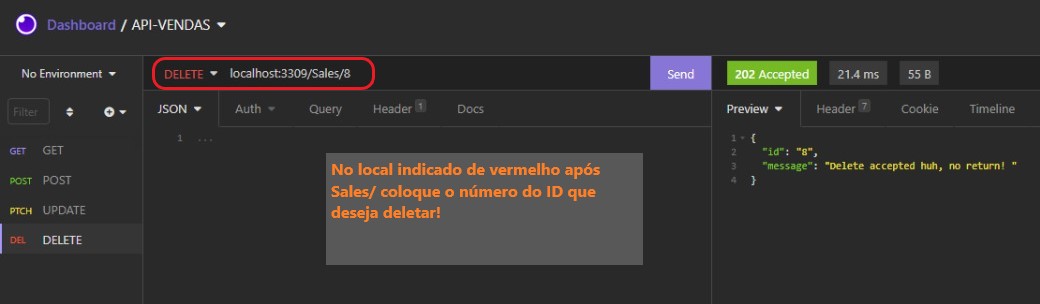 Dashboard / API-VENDAS
No Environment
DELETE localhost:3309/Sales/8
Send
202 Accepted 21.4 ms 55 B
Filter
JSON Auth Query Header 1 Docs
Preview Header 7 Cookie Timeline
GET GET
POST POST
PTCH UPDATE
DEL DELETE
1 ...
No local indicado de vermelho após
Sales/ coloque o número do ID que
deseja deletar!
1 {
2 "id": "8",
3 "message": "Delete accepted huh, no return! "
4 }